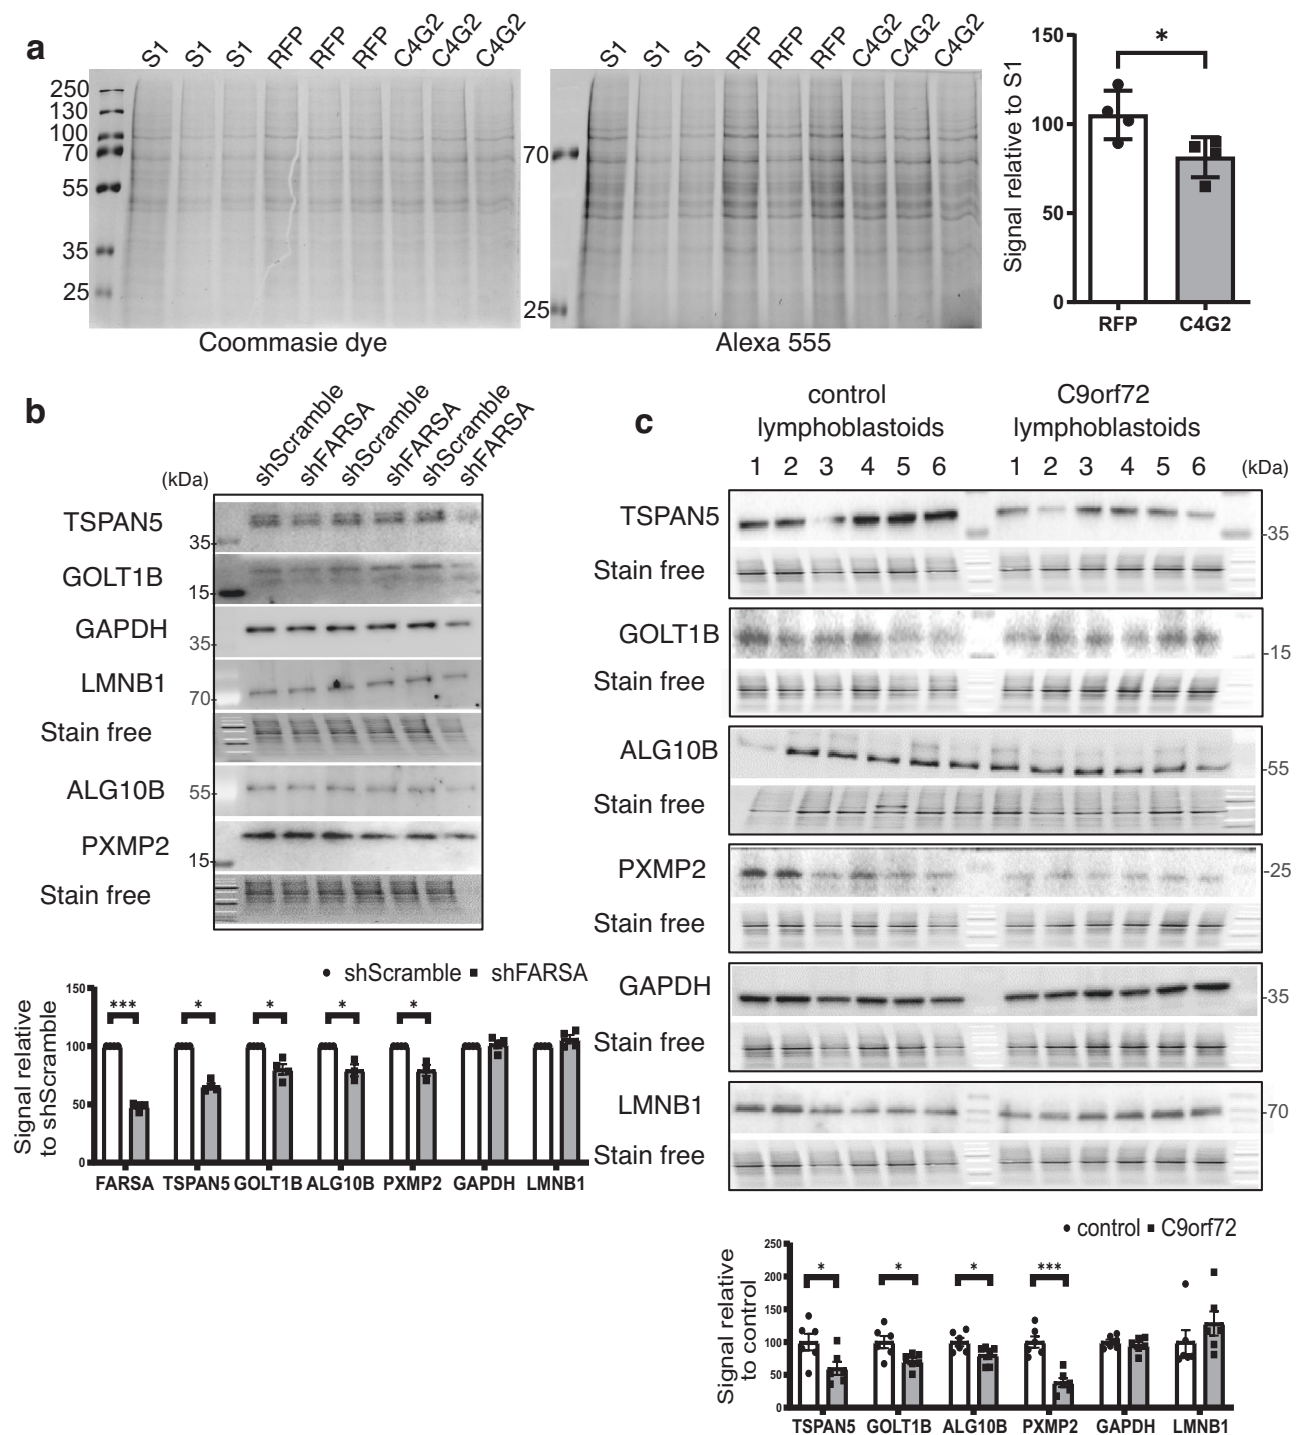 a
S1 S1 S1 RFP RFP RFP C4G2 C4G2 C4G2
250
130
100
70
55
35
25
Coommasie dye
S1 S1 S1 RFP RFP RFP C4G2 C4G2 C4G2
70
25
Alexa 555
Signal relative to S1
150
100
50
0
*
RFP C4G2
b
shScramble shFARSA shScramble shFARSA shScramble shFARSA
(kDa)
TSPAN5
35
GOLT1B
15
GAPDH
35
LMNB1
70
Stain free
ALG10B
55
PXMP2
15
Stain free
shScramble shFARSA
Signal relative
to shScramble
150
100
50
0
*** * * * *
FARSA TSPAN5 GOLT1B ALG10B PXMP2 GAPDH LMNB1
c
control
lymphoblastoids
C9orf72
lymphoblastoids
1 2 3 4 5 6 1 2 3 4 5 6 (kDa)
TSPAN5
-35
Stain free
GOLT1B
-15
Stain free
ALG10B
-55
Stain free
PXMP2
-25
Stain free
GAPDH
-35
Stain free
LMNB1
-70
Stain free
control C9orf72
Signal relative
to control
250
200
150
100
50
0
* * * ***
TSPAN5 GOLT1B ALG10B PXMP2 GAPDH LMNB1